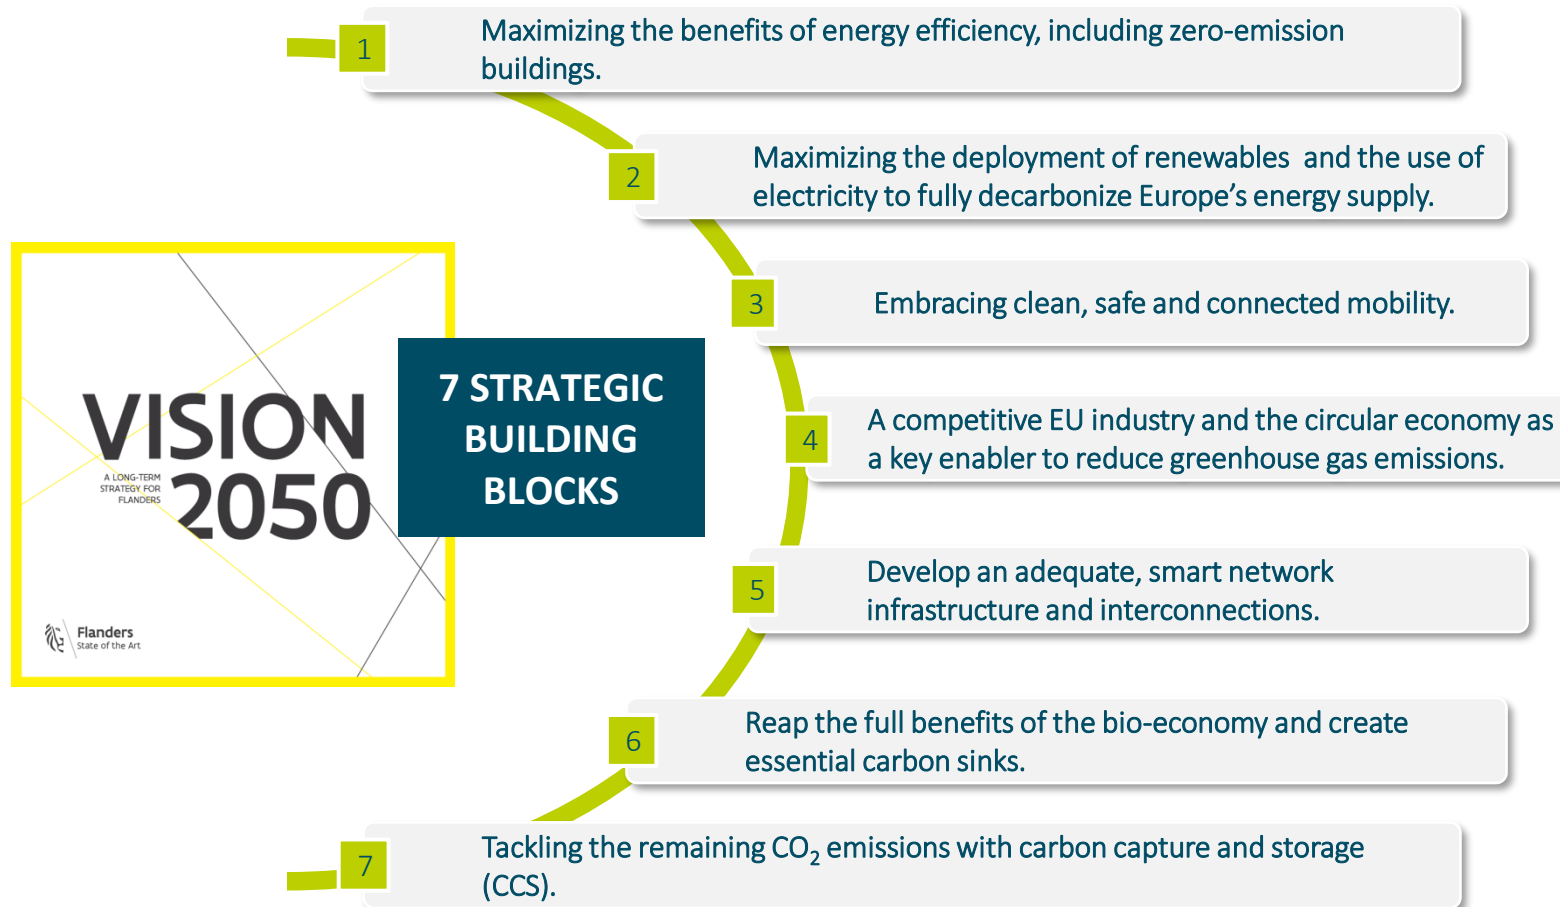 1
Maximizing the benefits of energy efficiency, including zero-emission
buildings.
2
Maximizing the deployment of renewables  and the use of
electricity to fully decarbonize Europe’s energy supply.
3
Embracing clean, safe and connected mobility.
VISION
A LONG-TERM
STRATEGY FOR
FLANDERS
2050
Flanders
State of the Art
7 STRATEGIC
BUILDING
BLOCKS
4
A competitive EU industry and the circular economy as
a key enabler to reduce greenhouse gas emissions.
5
Develop an adequate, smart network
infrastructure and interconnections.
6
Reap the full benefits of the bio-economy and create
essential carbon sinks.
7
Tackling the remaining CO₂ emissions with carbon capture and storage
(CCS).